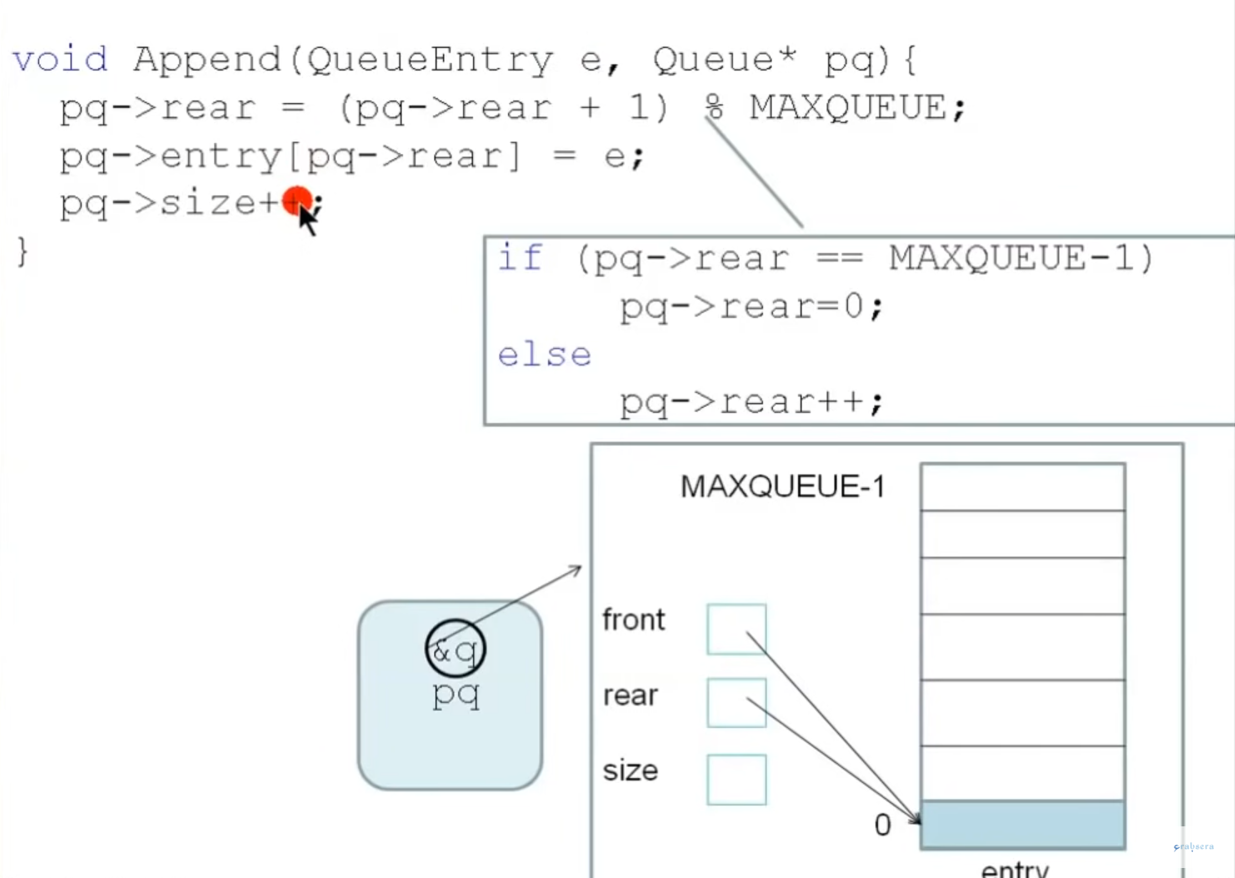 void Append(QueueEntry e, Queue* pq){
pq->rear = (pq->rear + 1) % MAXQUEUE;
pq->entry[pq->rear] = e;
pq->size++;
}
if (pq->rear == MAXQUEUE-1)
pq->rear=0;
else
pq->rear++;
MAXQUEUE-1
&q
pq
front
rear
size
0
entry